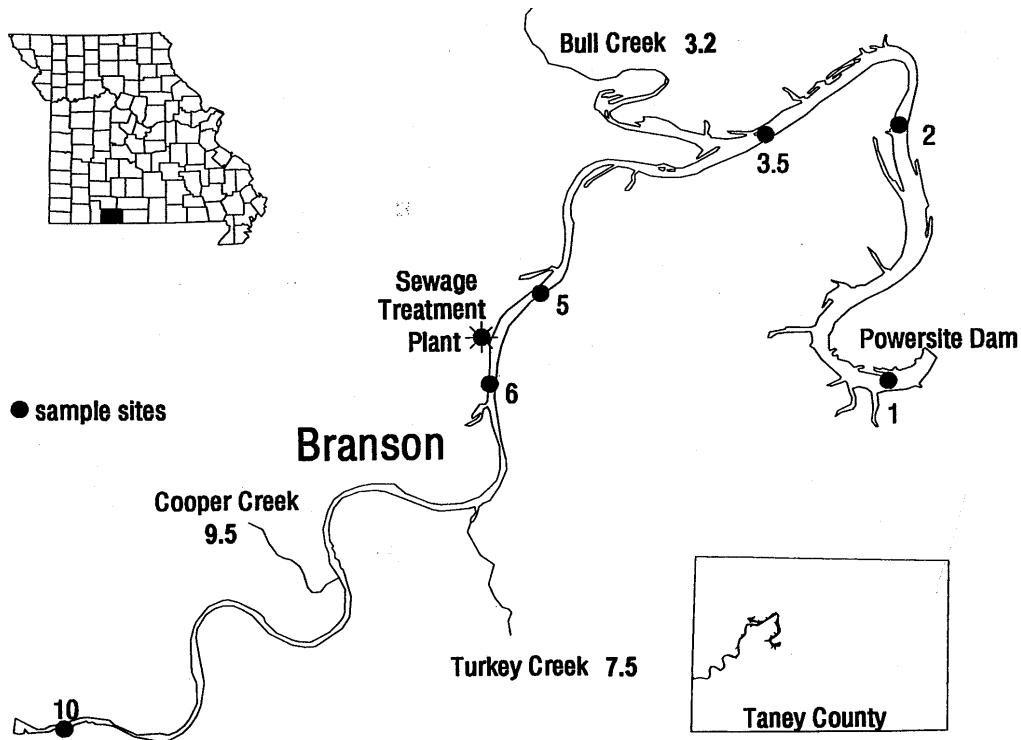 Bull Creek 3.2
2
3.5
Sewage
Treatment
Plant
5
Powersite Dam
6
1
sample sites
Branson
Cooper Creek
9.5
Turkey Creek 7.5
10
Taney County